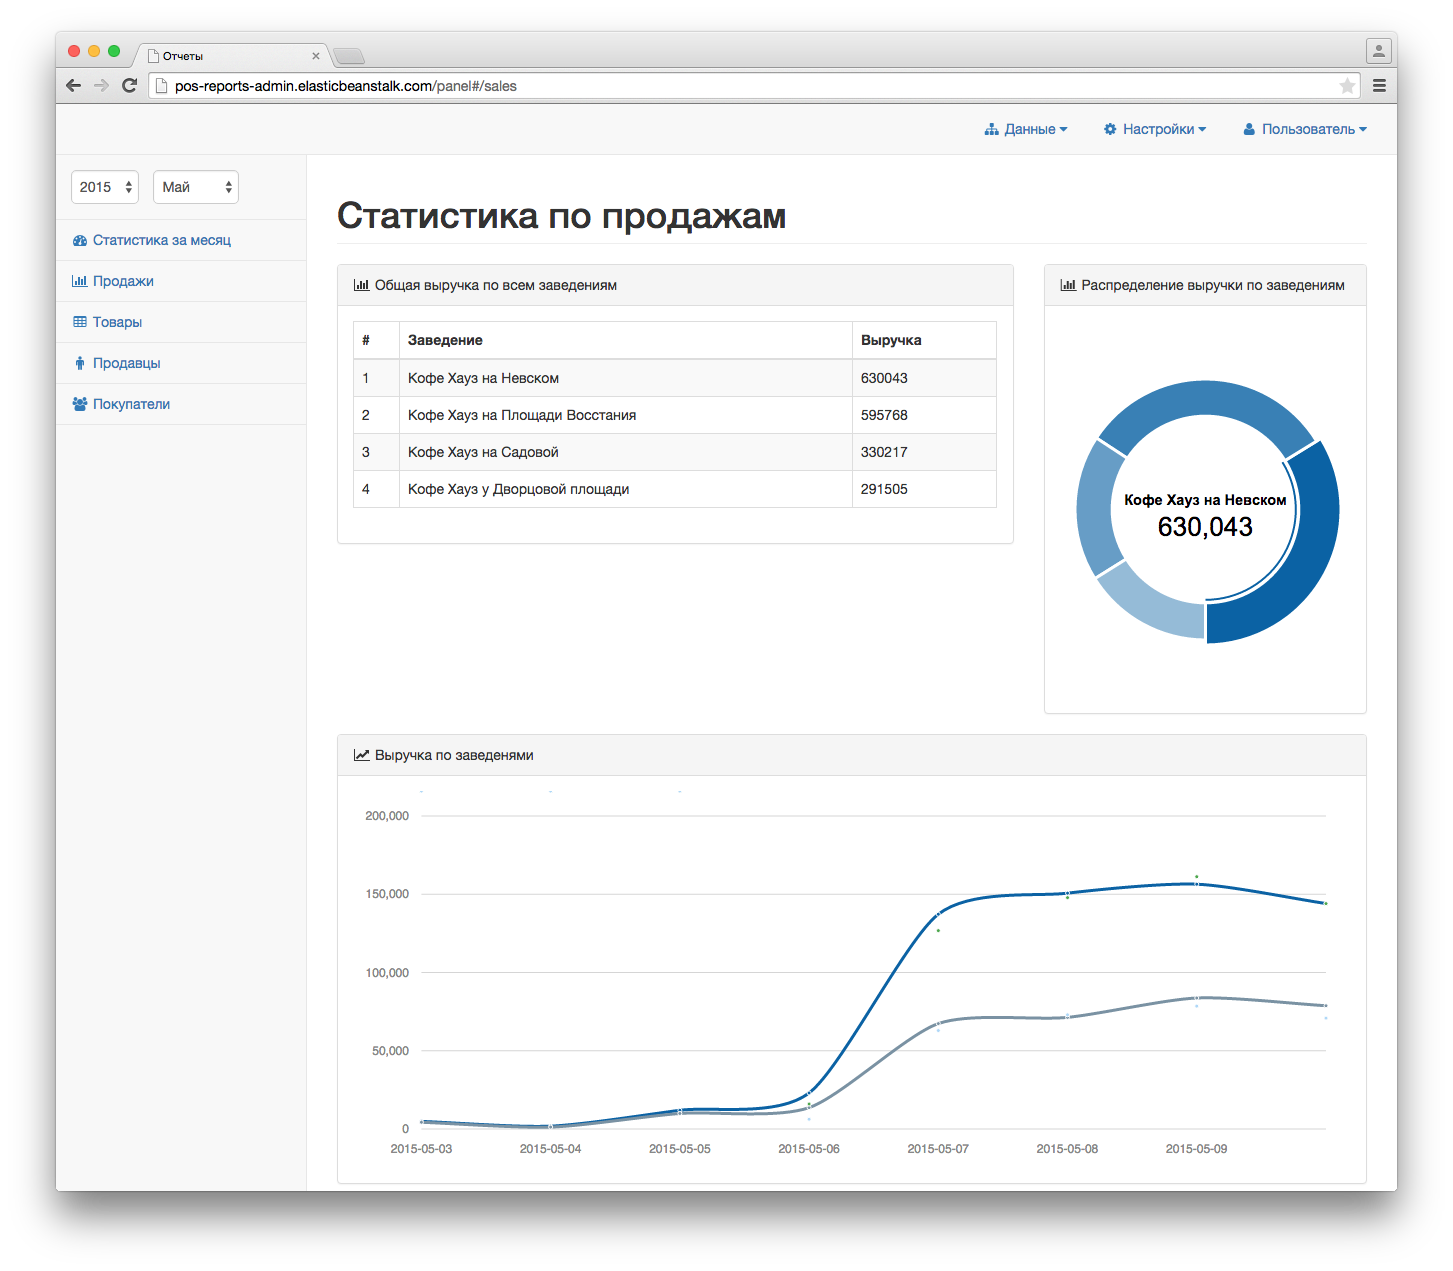 Отчеты
pos-reports-admin.elasticbeanstalk.com/panel#/sales
Данные Настройки Пользователь
2015 Май
Статистика за месяц
Продажи
Товары
Продавцы
Покупатели
Статистика по продажам
Общая выручка по всем заведениям
# Заведение Выручка
1 Кофе Хауз на Невском 630043
2 Кофе Хауз на Площади Восстания 595768
3 Кофе Хауз на Садовой 330217
4 Кофе Хауз у Дворцовой площади 291505
Распределение выручки по заведениям
Кофе Хауз на Невском
630,043
Выручка по заведенями
200,000
150,000
100,000
50,000
0
2015-05-03 2015-05-04 2015-05-05 2015-05-06 2015-05-07 2015-05-08 2015-05-09